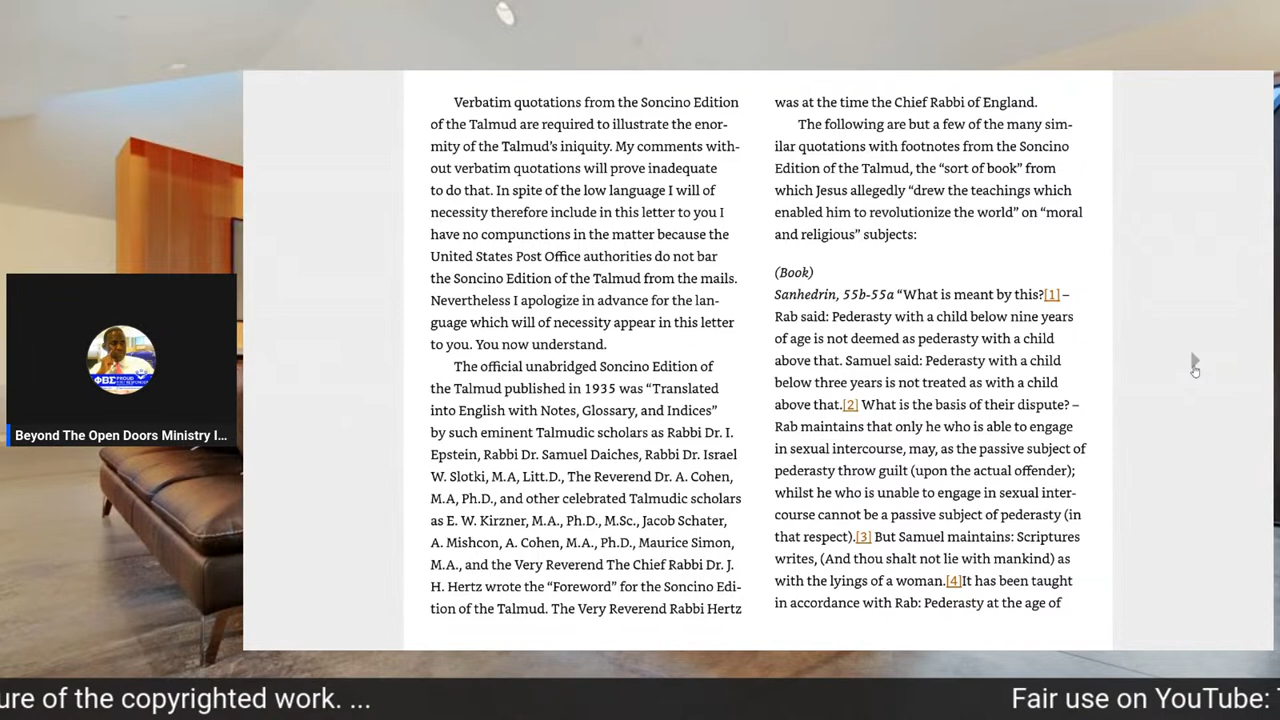 Verbatim quotations from the Soncino Edition
of the Talmud are required to illustrate the enor-
mity of the Talmud's iniquity. My comments with-
out verbatim quotations will prove inadequate
to do that. In spite of the low language I will of
necessity therefore include in this letter to you I
have no compunctions in the matter because the
United States Post Office authorities do not bar
the Soncino Edition of the Talmud from the mails.
Nevertheless I apologize in advance for the lan-
guage which will of necessity appear in this letter
to you. You now understand.
The official unabridged Soncino Edition of
the Talmud published in 1935 was “Translated
into English with Notes, Glossary, and Indices”
by such eminent Talmudic scholars as Rabbi Dr. I.
Epstein, Rabbi Dr. Samuel Daiches, Rabbi Dr. Israel
W. Slotki, M.A, Litt.D., The Reverend Dr. A. Cohen,
M.A, Ph.D., and other celebrated Talmudic scholars
as E. W. Kirzner, M.A., Ph.D., M.Sc., Jacob Schater,
A. Mishcon, A. Cohen, M.A., Ph.D., Maurice Simon,
M.A., and the Very Reverend The Chief Rabbi Dr. J.
H. Hertz wrote the “Foreword” for the Soncino Edi-
tion of the Talmud. The Very Reverend Rabbi Hertz
was at the time the Chief Rabbi of England.
The following are but a few of the many sim-
ilar quotations with footnotes from the Soncino
Edition of the Talmud, the “sort of book” from
which Jesus allegedly “drew the teachings which
enabled him to revolutionize the world” on “moral
and religious” subjects:
(Book)
Sanhedrin, 55b-55a “What is meant by this?[1] –
Rab said: Pederasty with a child below nine years
of age is not deemed as pederasty with a child
above that. Samuel said: Pederasty with a child
below three years is not treated as with a child
above that.[2] What is the basis of their dispute? –
Rab maintains that only he who is able to engage
in sexual intercourse, may, as the passive subject of
pederasty throw guilt (upon the actual offender);
whilst he who is unable to engage in sexual inter-
course cannot be a passive subject of pederasty (in
that respect).[3] But Samuel maintains: Scriptures
writes, (And thou shalt not lie with mankind) as
with the lyings of a woman.[4]It has been taught
in accordance with Rab: Pederasty at the age of
ΦΒΣ PROUD
Beyond The Open Doors Ministry I...
ure of the copyrighted work. ...
Fair use on YouTube: